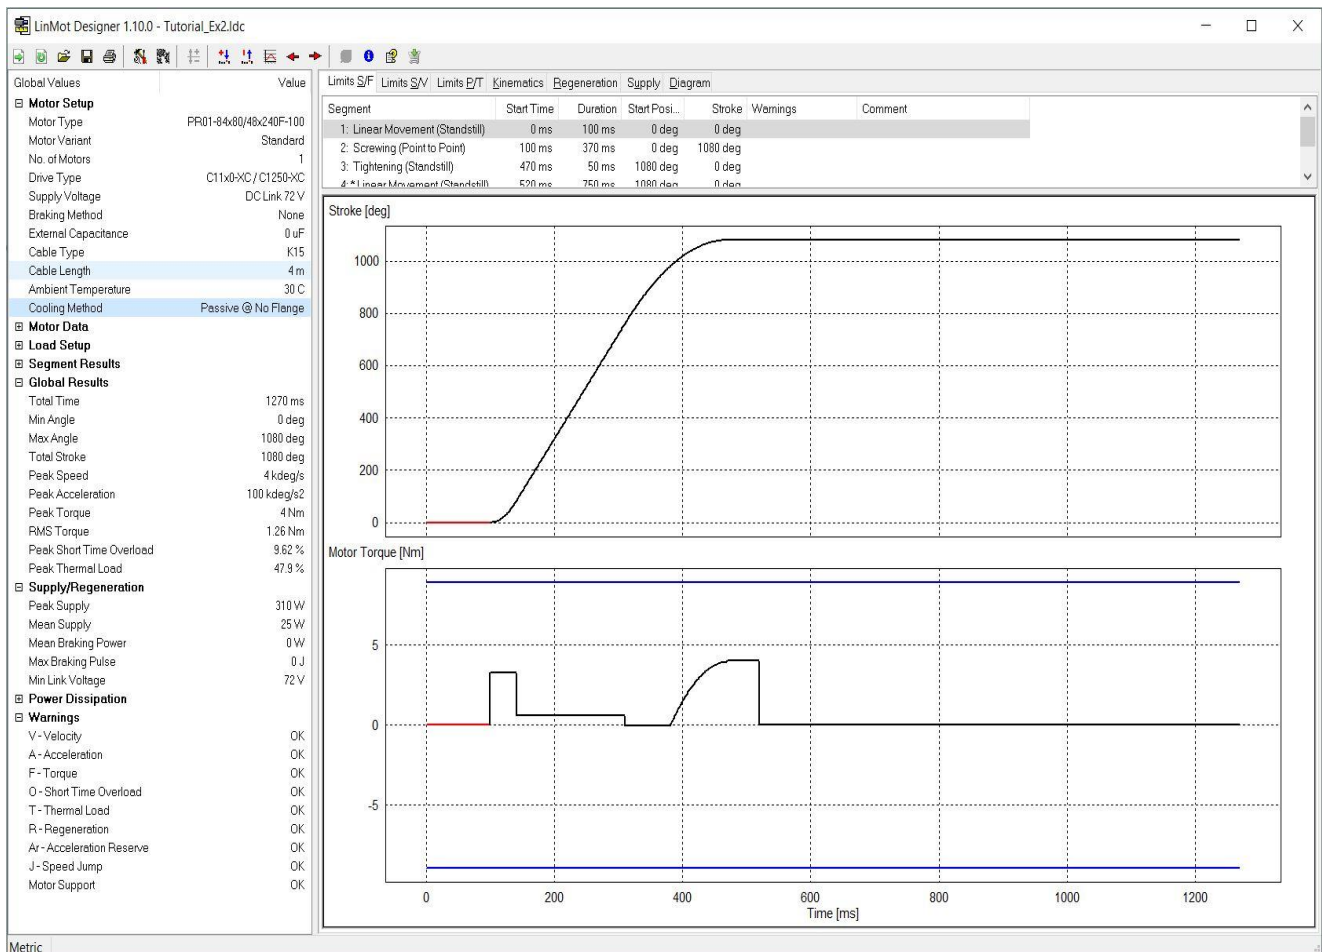 LinMot Designer 1.10.0 - Tutorial_Ex2.ldc
Global Values Value
Motor Setup
Motor Type PR01-84x80/48x240F-100
Motor Variant Standard
No. of Motors 1
Drive Type C11x0-XC / C1250-XC
Supply Voltage DC Link 72 V
Braking Method None
External Capacitance 0 uF
Cable Type K15
Cable Length 4 m
Ambient Temperature 30 C
Cooling Method Passive @ No Flange
Motor Data
Load Setup
Segment Results
Global Results
Total Time 1270 ms
Min Angle 0 deg
Max Angle 1080 deg
Total Stroke 1080 deg
Peak Speed 4 kdeg/s
Peak Acceleration 100 kdeg/s2
Peak Torque 4 Nm
RMS Torque 1.26 Nm
Peak Short Time Overload 9.62 %
Peak Thermal Load 47.9 %
Supply/Regeneration
Peak Supply 310 W
Mean Supply 25 W
Mean Braking Power 0 W
Max Braking Pulse 0 J
Min Link Voltage 72 V
Power Dissipation
Warnings
V - Velocity OK
A - Acceleration OK
F - Torque OK
O - Short Time Overload OK
T - Thermal Load OK
R - Regeneration OK
Ar - Acceleration Reserve OK
J - Speed Jump OK
Motor Support OK
Limits S/F Limits S/V Limits P/T Kinematics Regeneration Supply Diagram
Segment Start Time Duration Start Posi... Stroke Warnings Comment
1: Linear Movement (Standstill) 0 ms 100 ms 0 deg 0 deg
2: Screwing (Point to Point) 100 ms 370 ms 0 deg 1080 deg
3: Tightening (Standstill) 470 ms 50 ms 1080 deg 0 deg
4: * Linear Movement (Standstill) 520 ms 750 ms 1080 deg 0 deg
Stroke [deg]
1000
800
600
400
200
0
Motor Torque [Nm]
5
0
-5
0 200 400 600 800 1000 1200
Time [ms]
Metric